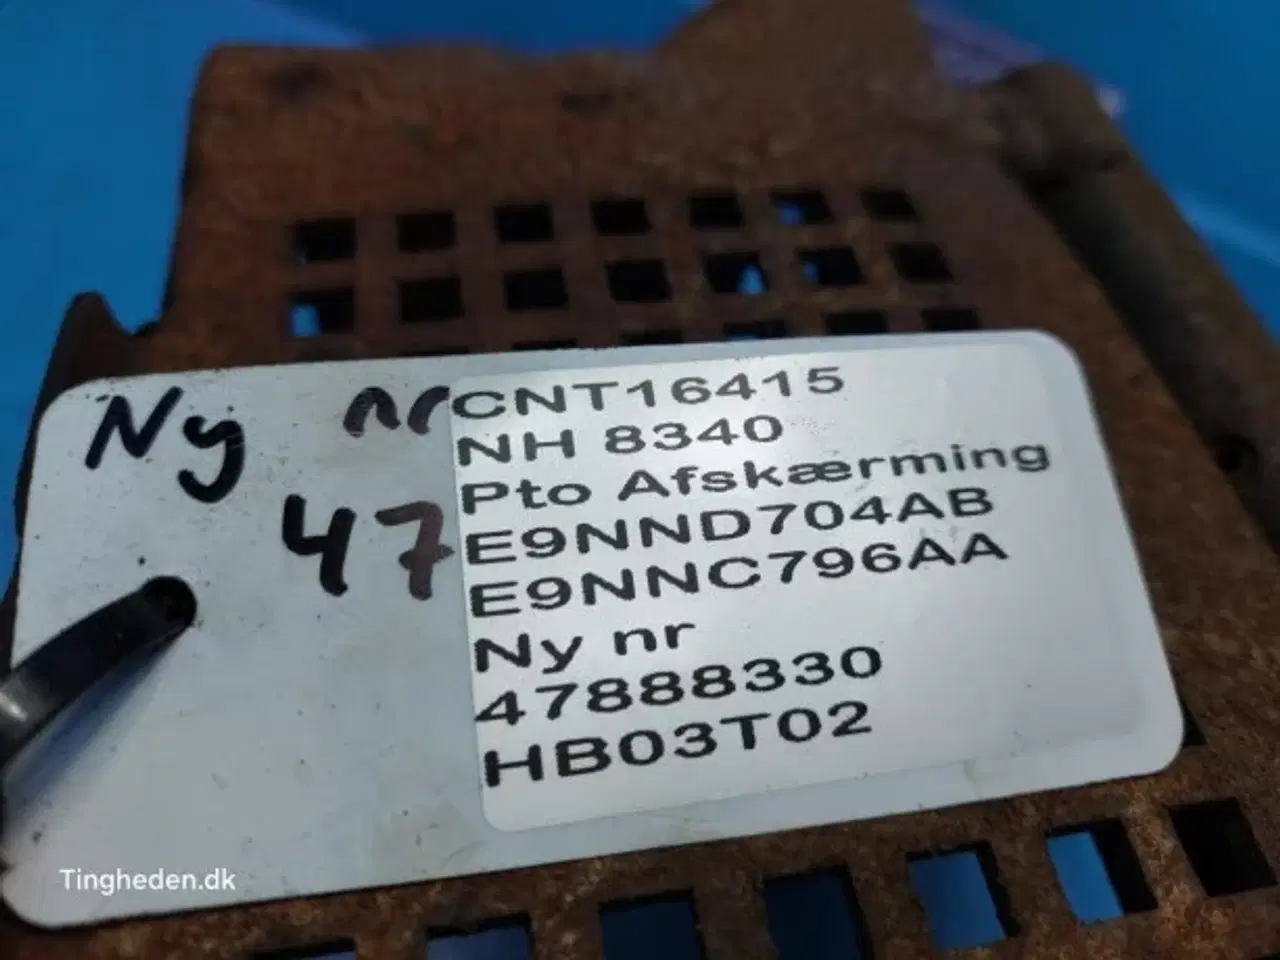 Ny nr
47
CNT16415
NH 8340
Pto Afskærming
E9NND704AB
E9NNC796AA
Ny nr
47888330
HB03T02
Tingheden.dk